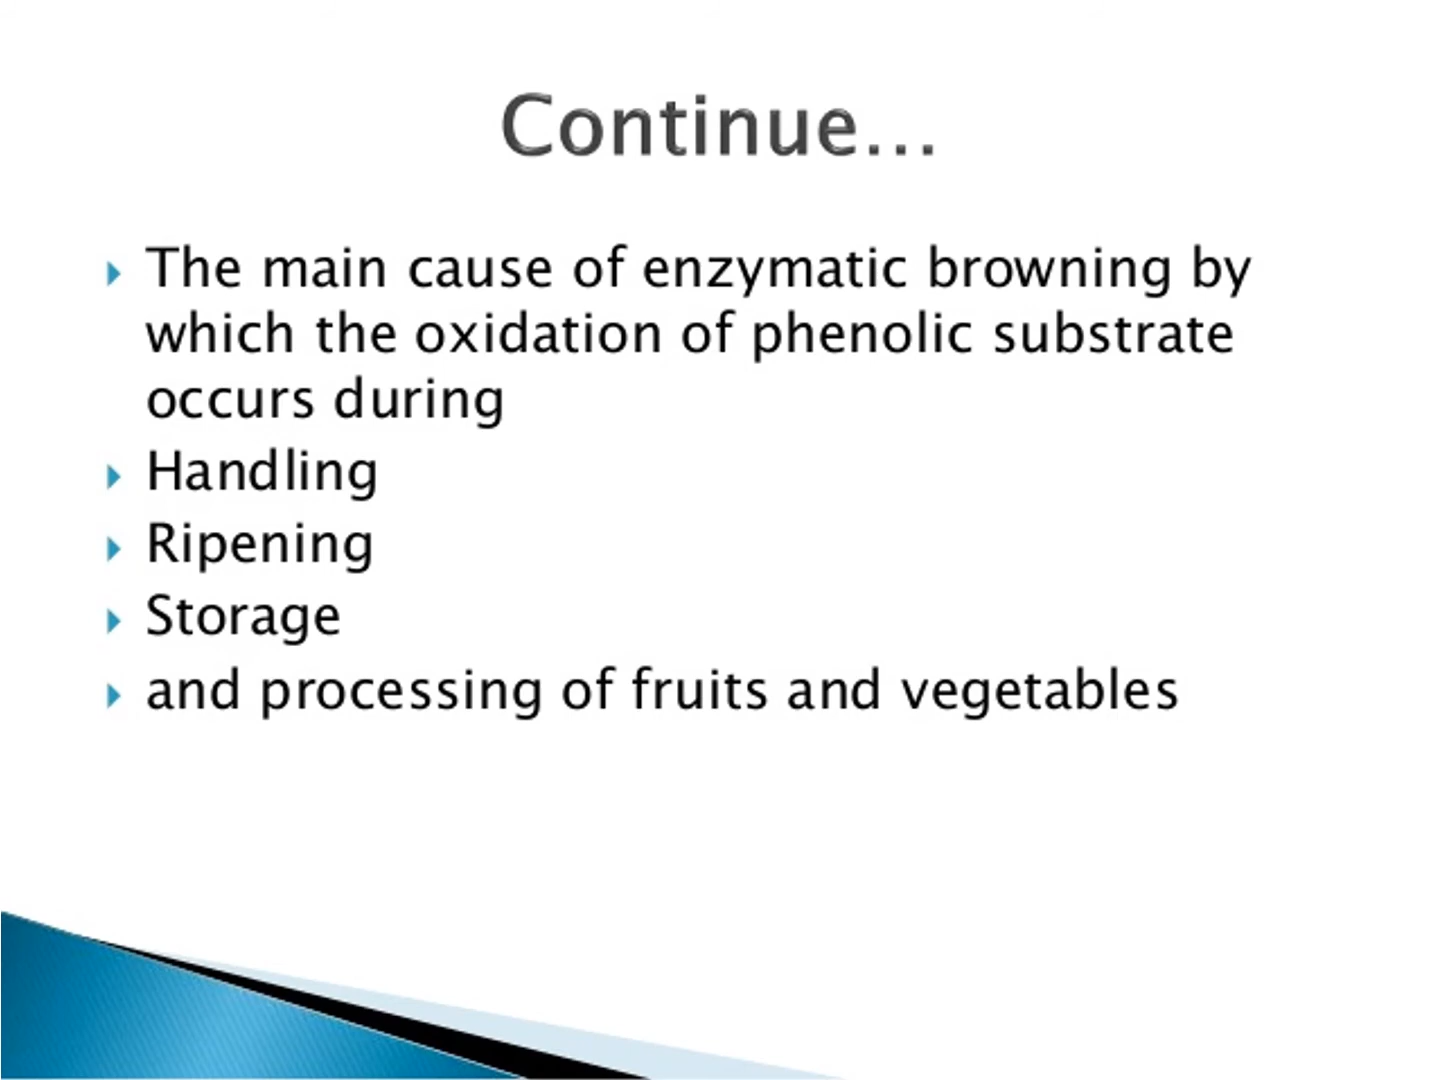 Continue...
The main cause of enzymatic browning by
which the oxidation of phenolic substrate
occurs during
Handling
Ripening
Storage
and processing of fruits and vegetables